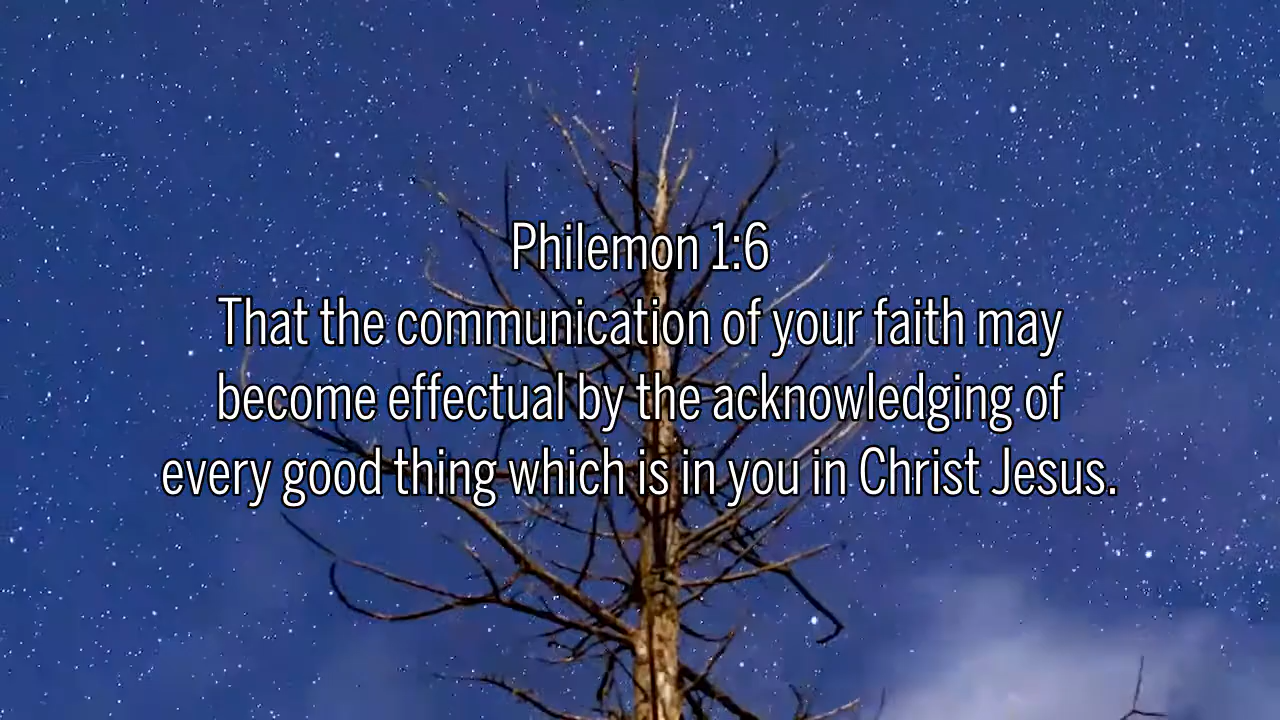 Philemon 1:6
That the communication of your faith may
become effectual by the acknowledging of
every good thing which is in you in Christ Jesus.